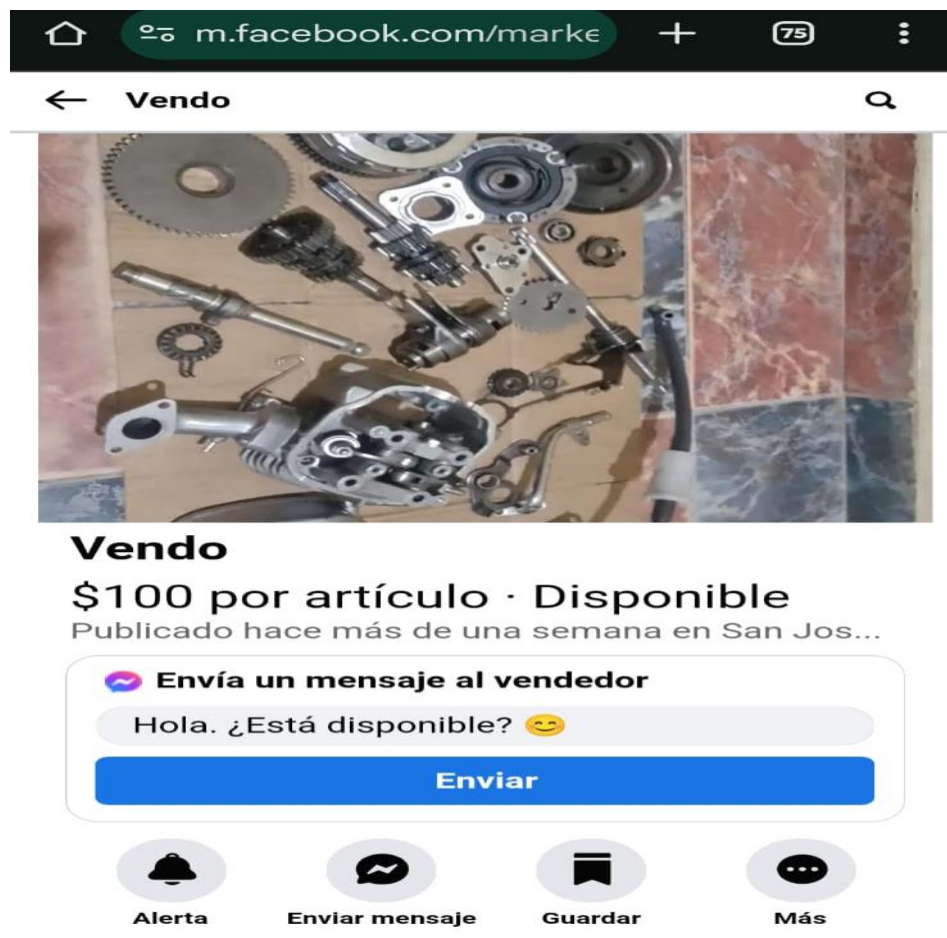 m.facebook.com/marke
75
Vendo
Vendo
$100 por artículo · Disponible
Publicado hace más de una semana en San Jos...
Envía un mensaje al vendedor
Hola. ¿Está disponible? 😊
Enviar
Alerta
Enviar mensaje
Guardar
Más